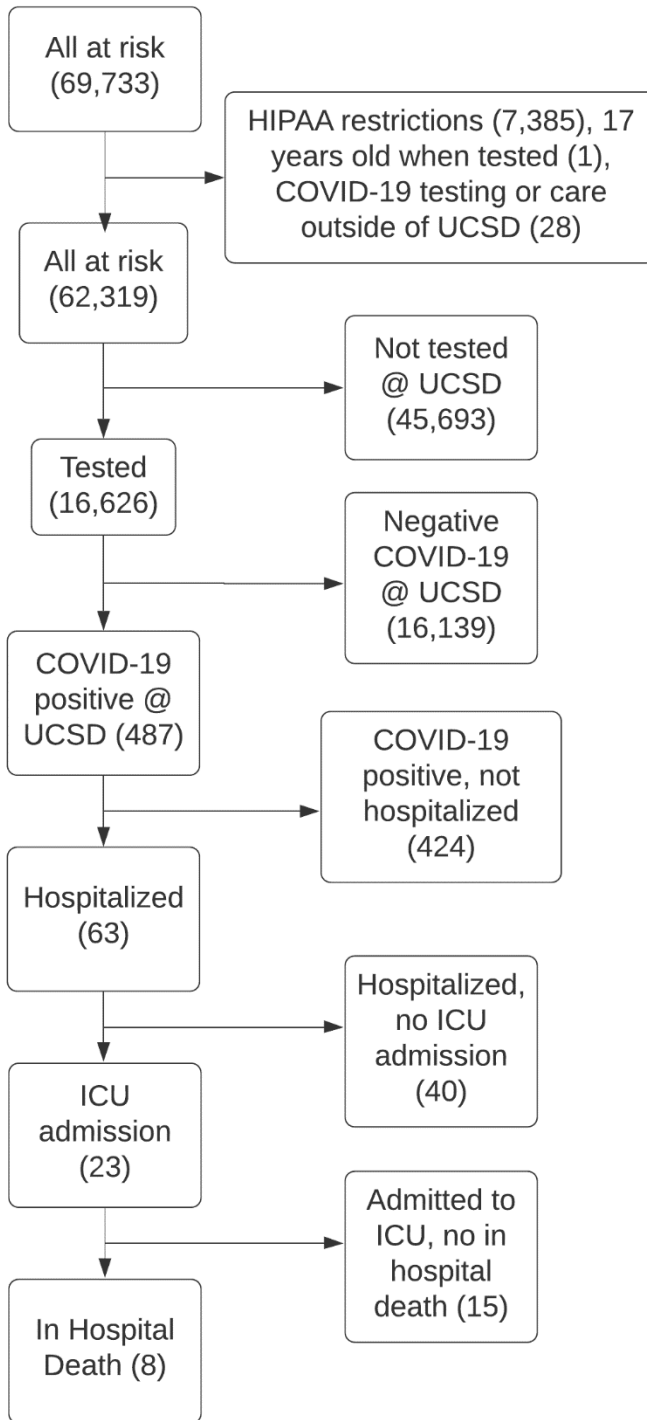 All at risk
(69,733)
HIPAA restrictions (7,385), 17
years old when tested (1),
COVID-19 testing or care
outside of UCSD (28)
All at risk
(62,319)
Not tested
@ UCSD
(45,693)
Tested
(16,626)
Negative
COVID-19
@ UCSD
(16,139)
COVID-19
positive @
UCSD (487)
COVID-19
positive, not
hospitalized
(424)
Hospitalized
(63)
Hospitalized,
no ICU
admission
(40)
ICU
admission
(23)
Admitted to
ICU, no in
hospital
death (15)
In Hospital
Death (8)